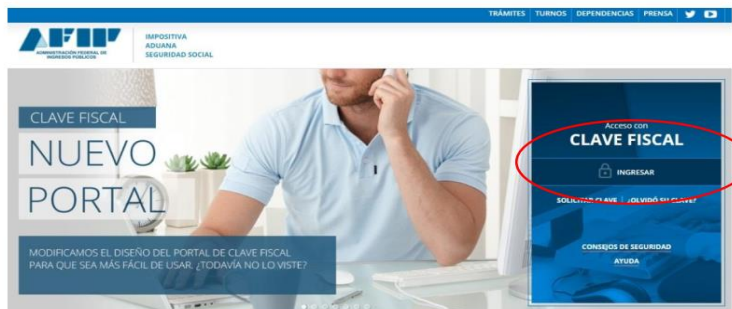 TRÁMITES TURNOS DEPENDENCIAS PRENSA
AFIP
ADMINISTRACIÓN FEDERAL DE
INGRESOS PÚBLICOS
IMPOSITIVA
ADUANA
SEGURIDAD SOCIAL
CLAVE FISCAL
NUEVO
PORTAL
MODIFICAMOS EL DISEÑO DEL PORTAL DE CLAVE FISCAL
PARA QUE SEA MÁS FÁCIL DE USAR. ¿TODAVÍA NO LO VISTE?
Acceso con
CLAVE FISCAL
INGRESAR
SOLICITAR CLAVE | ¿OLVIDÓ SU CLAVE?
CONSEJOS DE SEGURIDAD
AYUDA